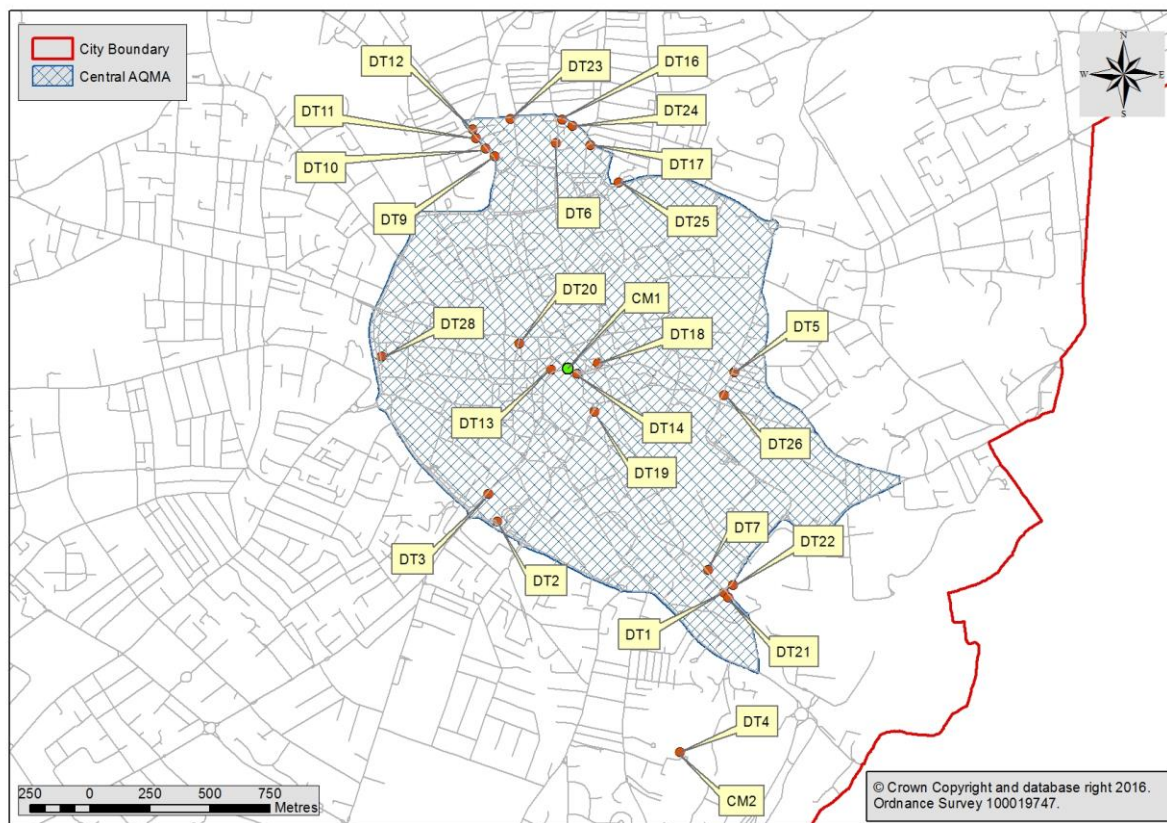 City Boundary
Central AQMA
N
W
E
S
DT12
DT23
DT16
DT11
DT24
DT10
DT17
DT9
DT6
DT25
DT20
CM1
DT28
DT18
DT5
DT13
DT14
DT26
DT19
DT3
DT2
DT7
DT22
DT1
DT21
DT4
CM2
250 0 250 500 750
Metres
© Crown Copyright and database right 2016.
Ordnance Survey 100019747.